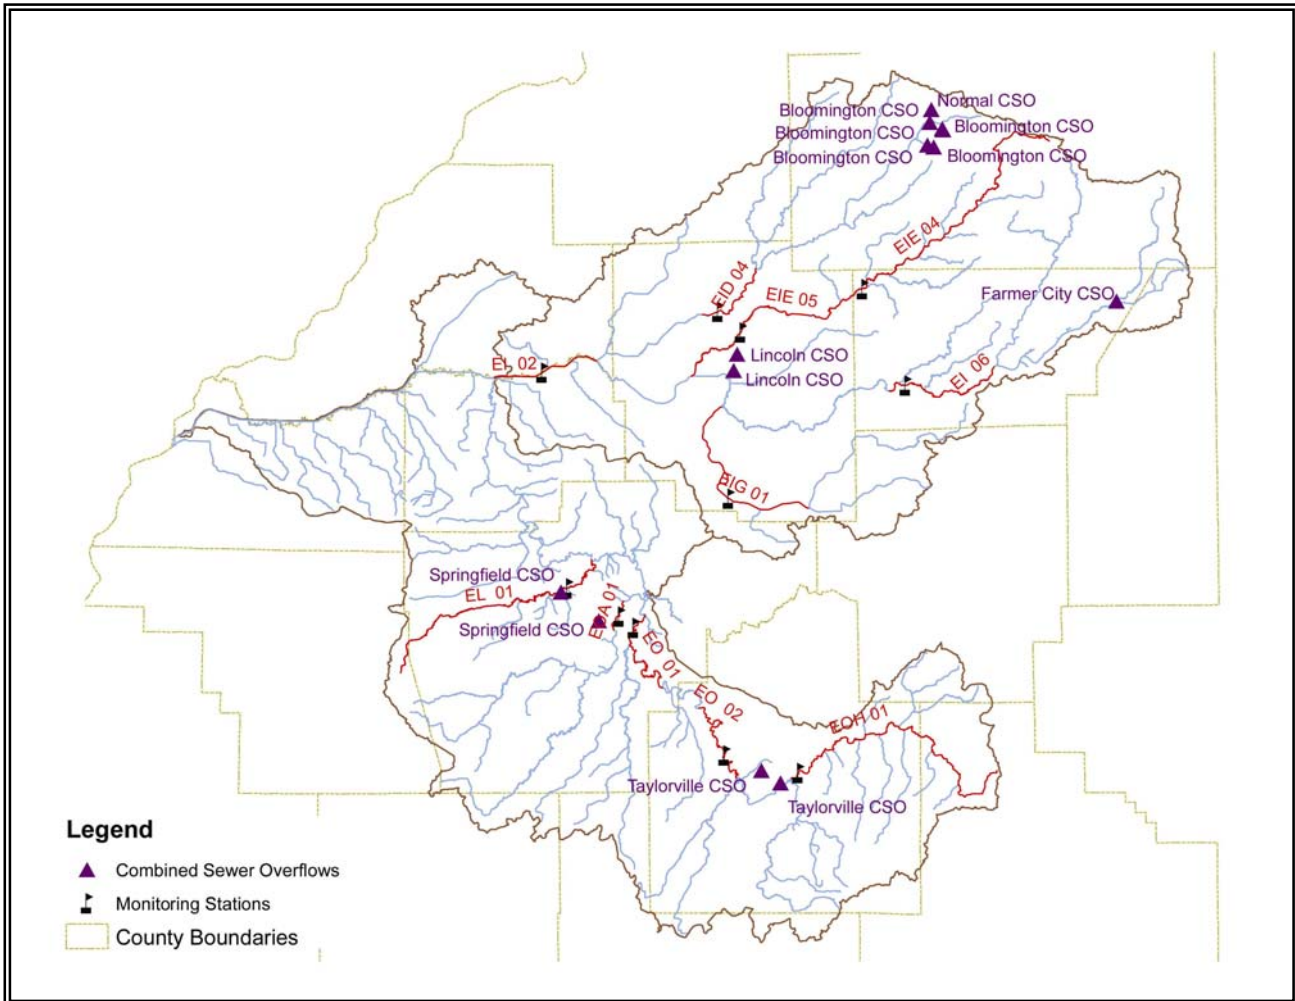 Normal CSO
Bloomington CSO
Bloomington CSO
Bloomington CSO
Bloomington CSO
Bloomington CSO
EIE 04
EID 04
EIE 05
Farmer City CSO
Lincoln CSO
EI 02
Lincoln CSO
EI 06
EIG 01
Springfield CSO
EL 01
Springfield CSO
EO 01
EO 02
EOH 01
Taylorville CSO
Taylorville CSO
Legend
Combined Sewer Overflows
Monitoring Stations
County Boundaries